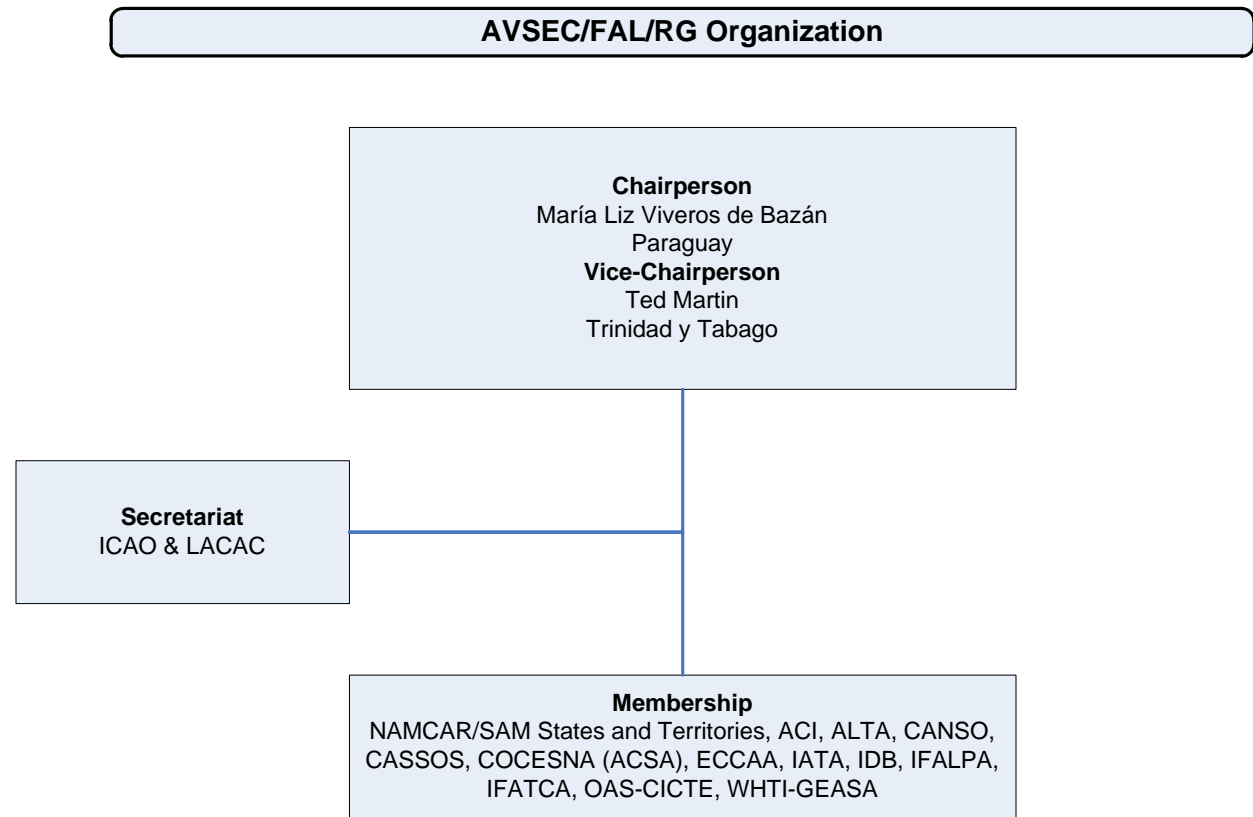 AVSEC/FAL/RG Organization
Chairperson
María Liz Viveros de Bazán
Paraguay
Vice-Chairperson
Ted Martin
Trinidad y Tabago
Secretariat
ICAO & LACAC
Membership
NAMCAR/SAM States and Territories, ACI, ALTA, CANSO,
CASSOS, COCESNA (ACSA), ECCAA, IATA, IDB, IFALPA,
IFATCA, OAS-CICTE, WHTI-GEASA